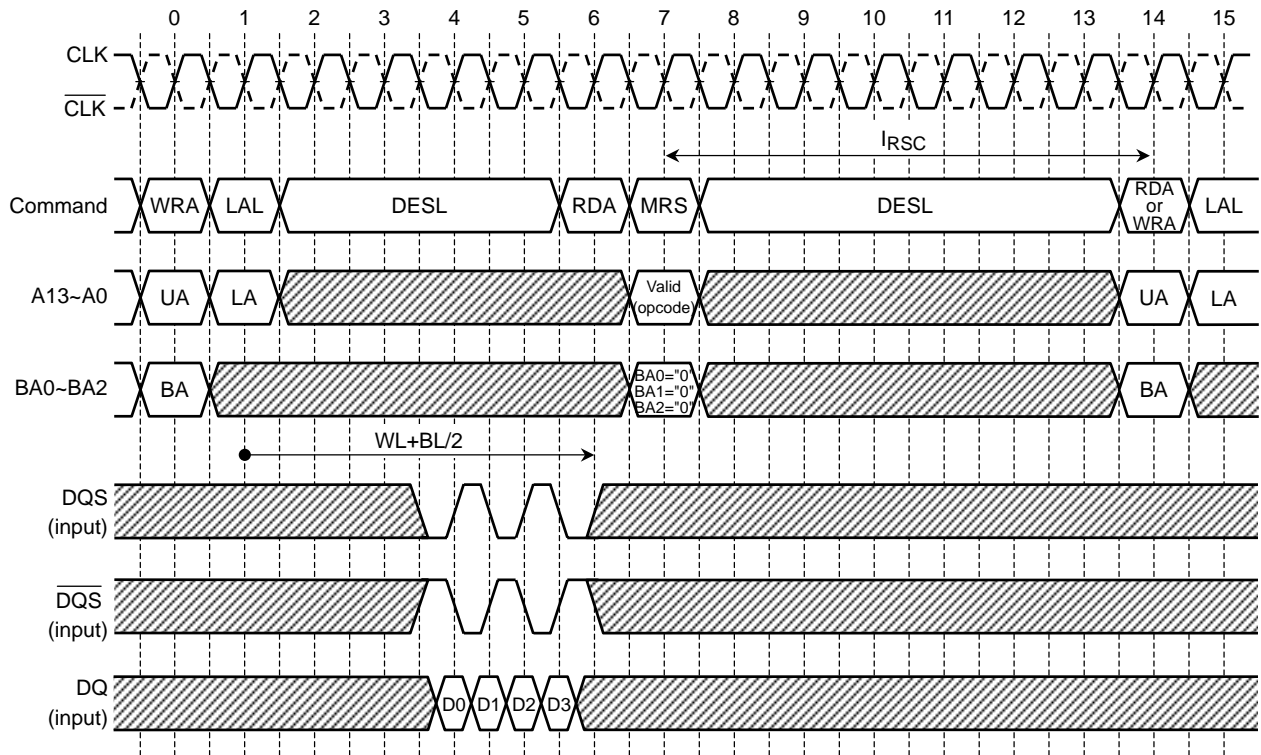 0 1 2 3 4 5 6 7 8 9 10 11 12 13 14 15
CLK
CLK
IRSC
Command WRA LAL DESL RDA MRS DESL RDA or WRA LAL
A13~A0 UA LA Valid (opcode) UA LA
BA0~BA2 BA BA0="0" BA1="0" BA2="0" BA
WL+BL/2
DQS
(input)
DQS
(input)
DQ D0 D1 D2 D3
(input)